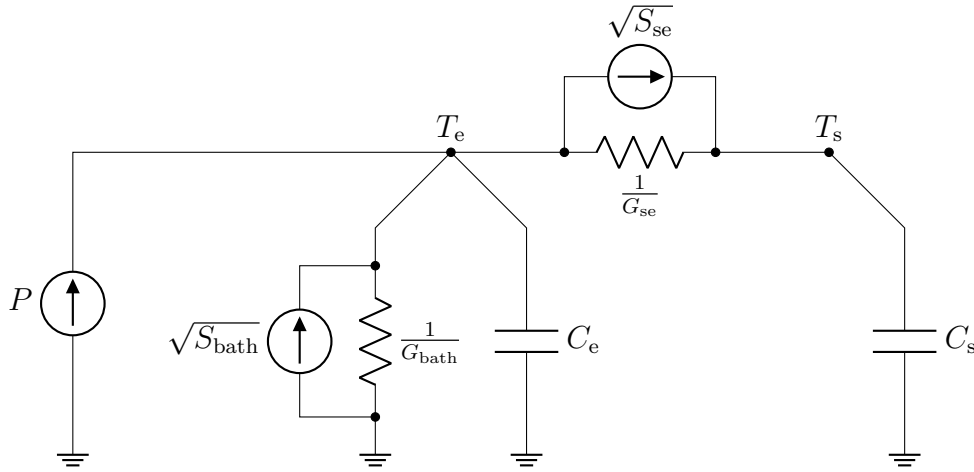 √S_se
T_e
T_s
1/G_se
P
√S_bath
1/G_bath
C_e
C_s